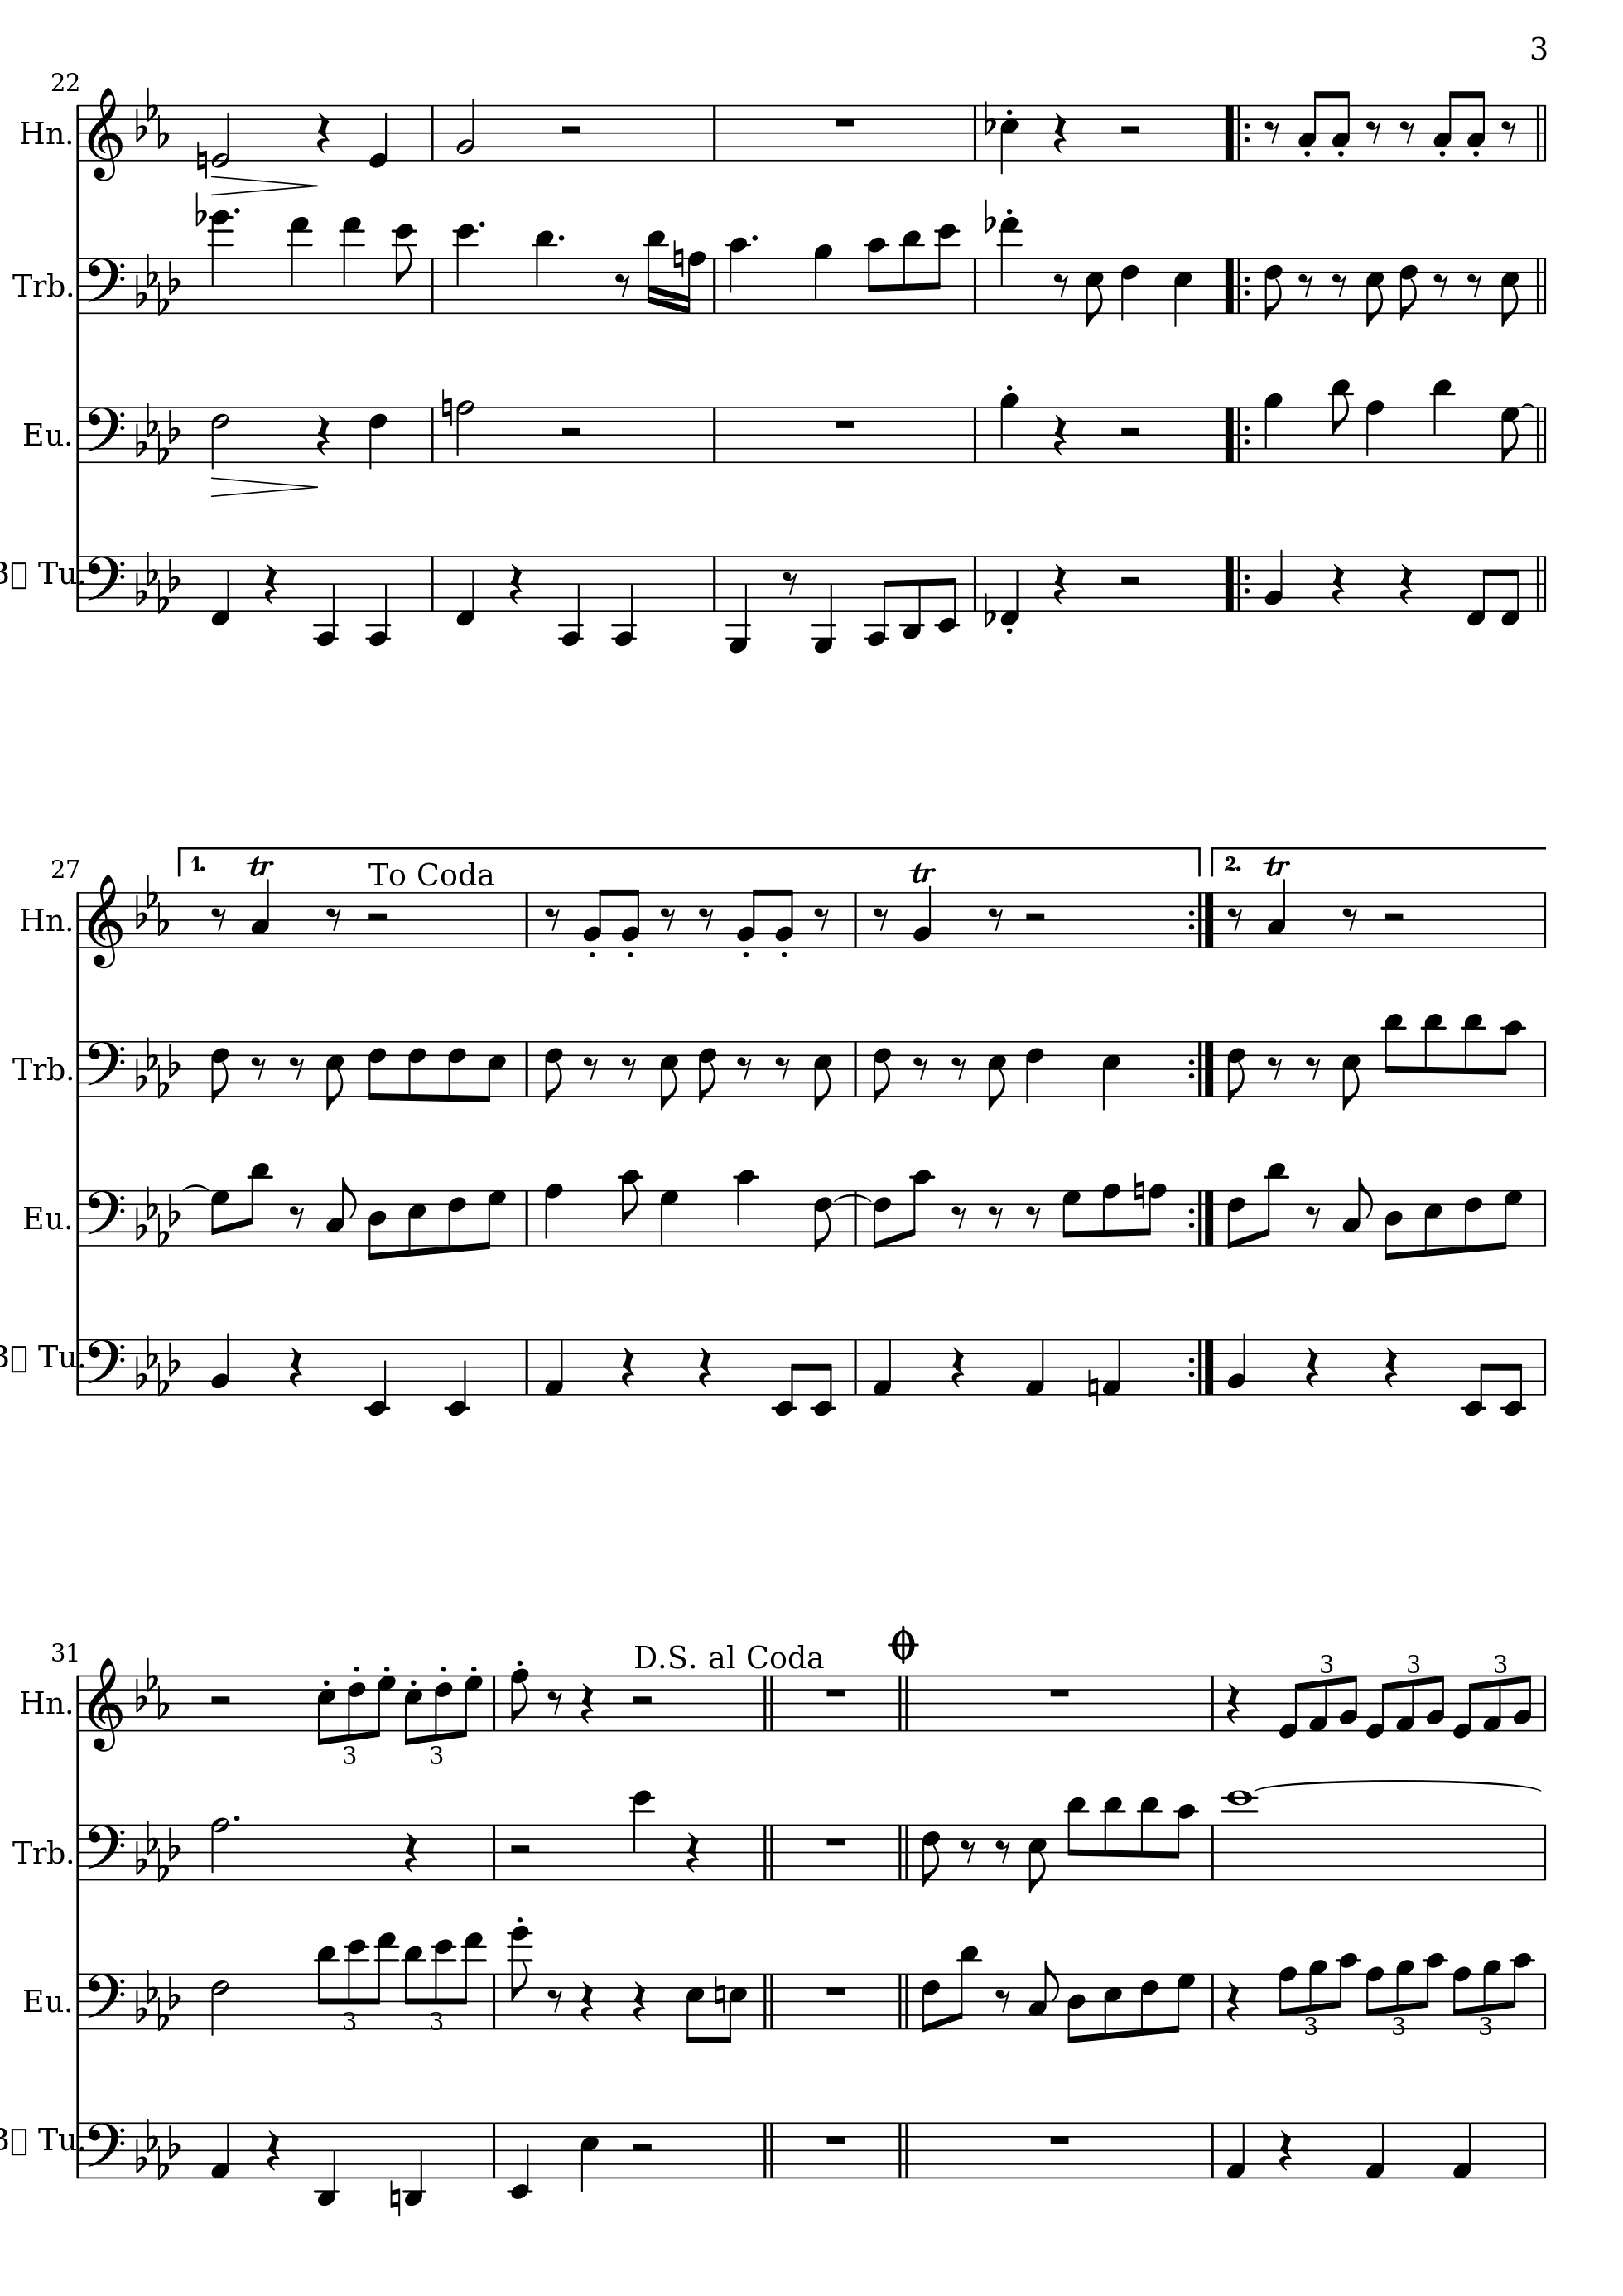 3
22
Hn.
Trb.
Eu.
Tu.
27
1.
tr
To Coda
tr
2.
tr
Hn.
Trb.
Eu.
Tu.
31
D.S. al Coda
Hn.
3
3
3
3
3
Trb.
Eu.
3
3
3
3
3
Tu.